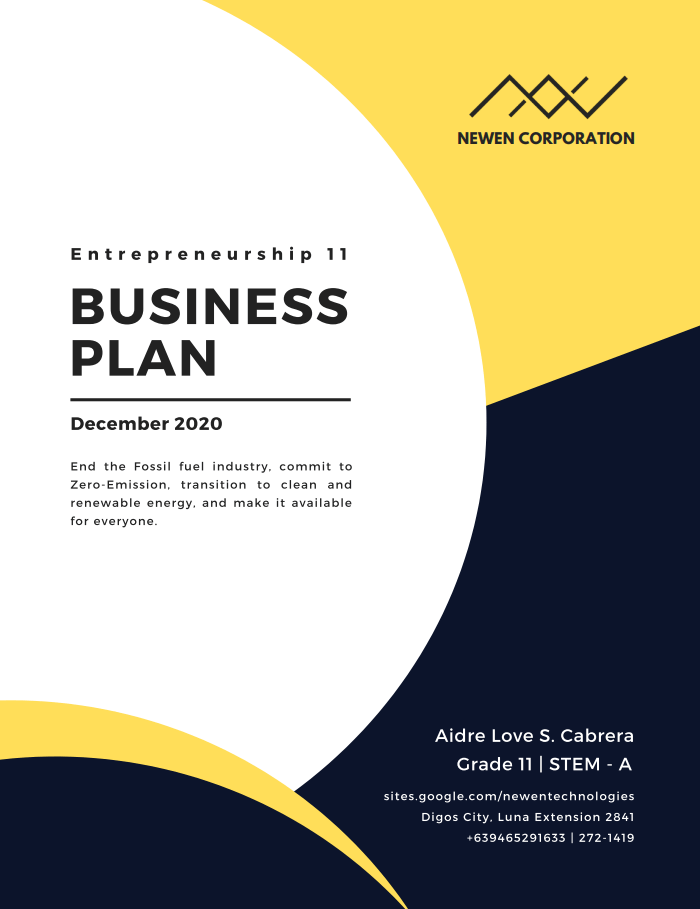 NEWEN CORPORATION
Entrepreneurship 11
BUSINESS
PLAN
December 2020
End the Fossil fuel industry, commit to
Zero-Emission, transition to clean and
renewable energy, and make it available
for everyone.
Aidre Love S. Cabrera
Grade 11 | STEM - A
sites.google.com/newentechnologies
Digos City, Luna Extension 2841
+639465291633 | 272-1419